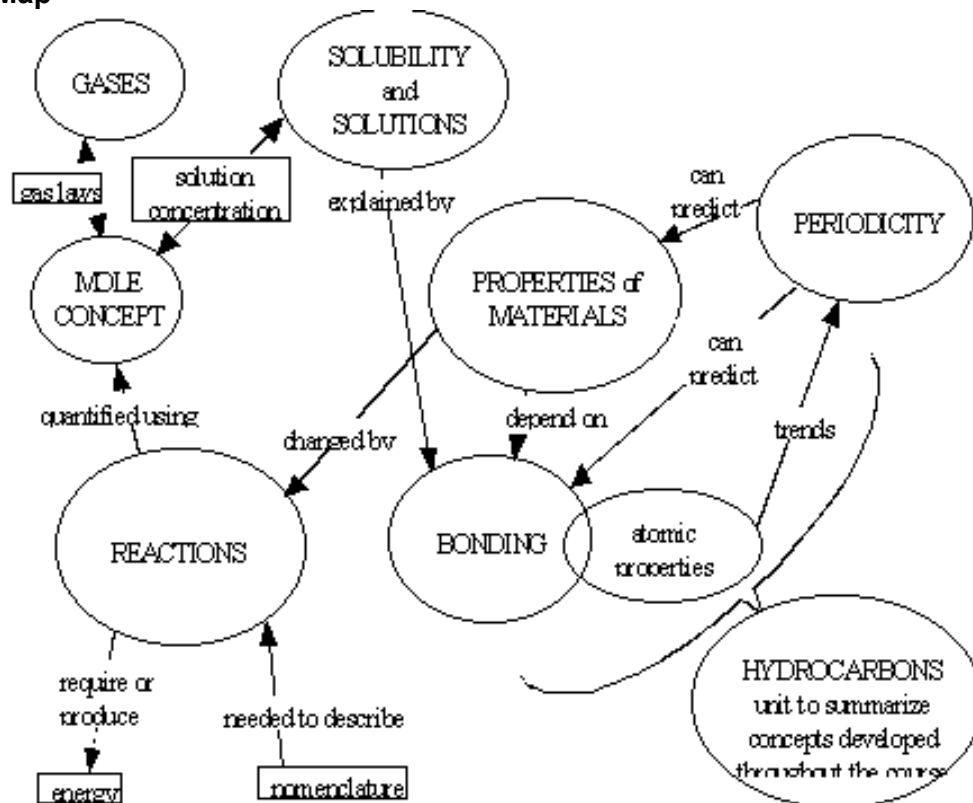 Map
GASES
SOLUBILITY
and
SOLUTIONS
gas laws
solution
concentration
explained by
can
predict
PERIODICITY
MOLE
CONCEPT
PROPERTIES of
MATERIALS
can
predict
quantified using
changed by
depend on
trends
REACTIONS
BONDING
atomic
properties
require or
produce
needed to describe
HYDROCARBONS
unit to summarize
concepts developed
throughout the course
energy
nomenclature